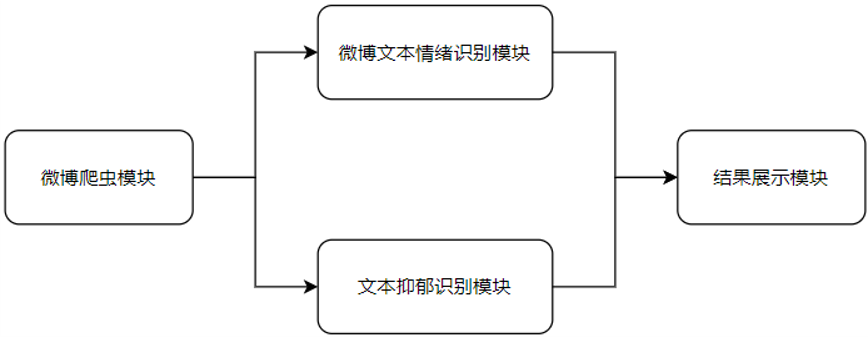 微博文本情绪识别模块
微博爬虫模块
结果展示模块
文本抑郁识别模块